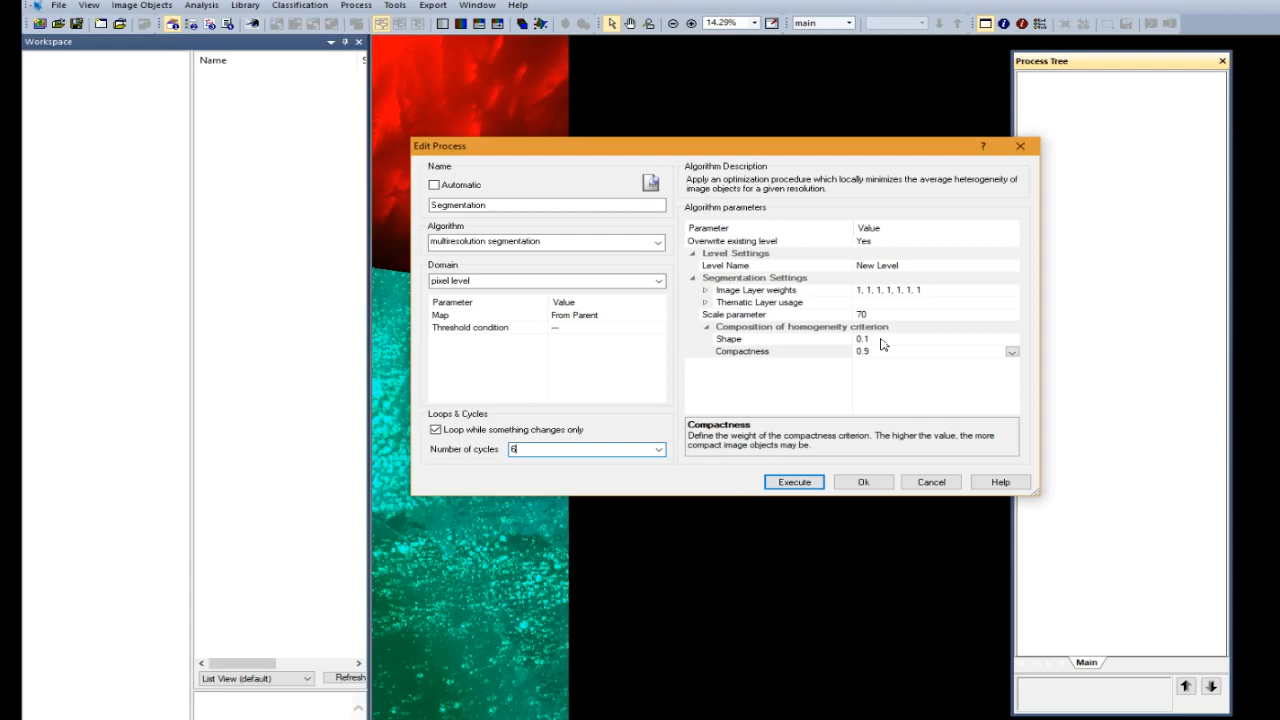 File View Image Objects Analysis Library Classification Process Tools Export Window Help
14.29% main
Workspace
Name
Process Tree
Edit Process
Name
Automatic
Segmentation
Algorithm
multiresolution segmentation
Domain
pixel level
Parameter Value
Map From Parent
Threshold condition ---
Loops & Cycles
Loop while something changes only
Number of cycles 6
Algorithm Description
Apply an optimization procedure which locally minimizes the average heterogeneity of
image objects for a given resolution.
Algorithm parameters
Parameter Value
Overwrite existing level Yes
Level Settings
Level Name New Level
Segmentation Settings
Image Layer weights 1, 1, 1, 1, 1, 1, 1
Thematic Layer usage
Scale parameter 70
Composition of homogeneity criterion
Shape 0.1
Compactness 0.9
Compactness
Define the weight of the compactness criterion. The higher the value, the more
compact image objects may be.
Execute Ok Cancel Help
List View (default) Refresh
Main